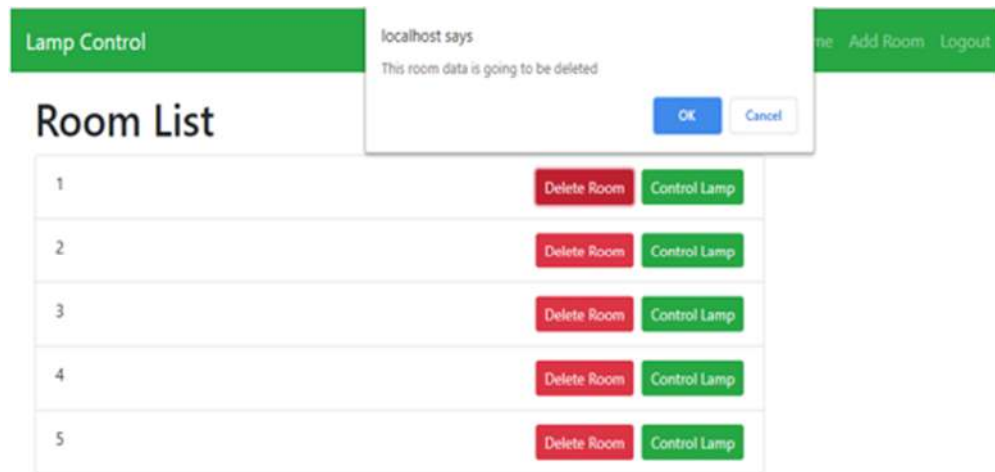 Lamp Control
localhost says
This room data is going to be deleted
OK Cancel
Add Room Logout
Room List
1 Delete Room Control Lamp
2 Delete Room Control Lamp
3 Delete Room Control Lamp
4 Delete Room Control Lamp
5 Delete Room Control Lamp